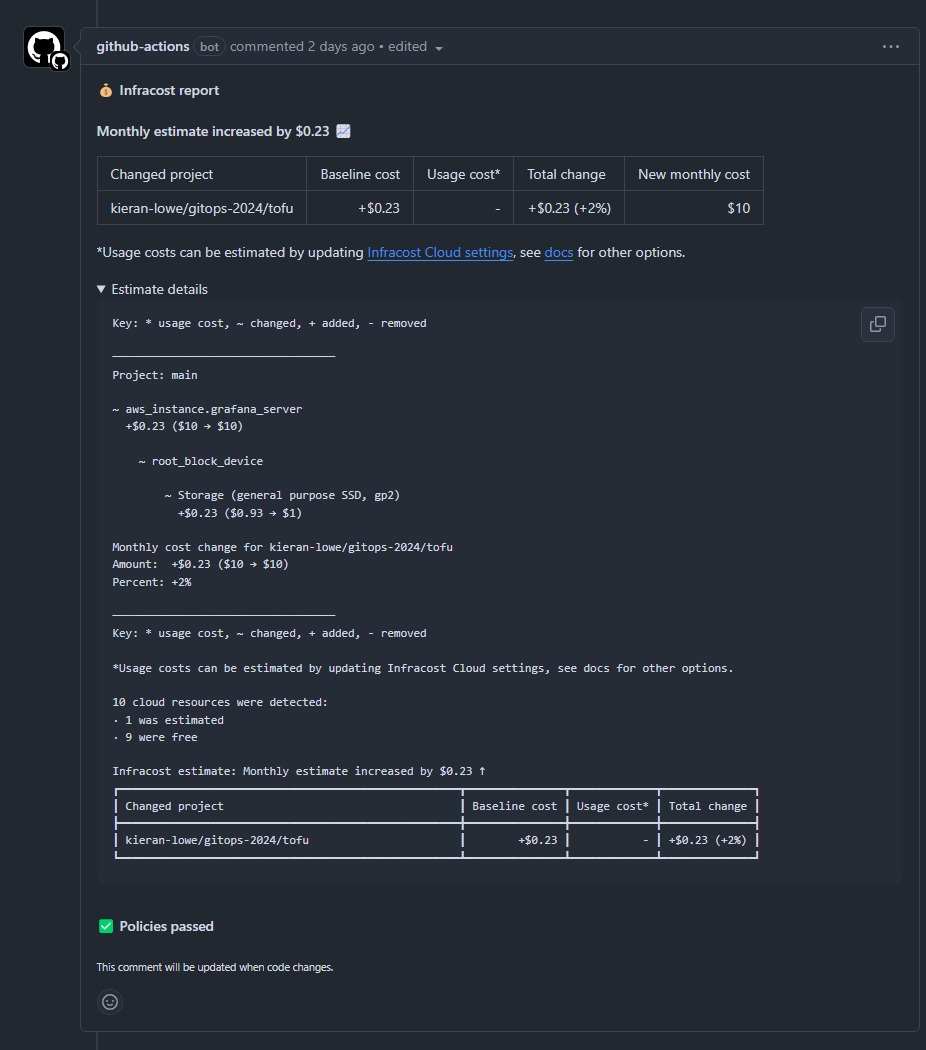 github-actions bot commented 2 days ago • edited
💰 Infracost report
Monthly estimate increased by $0.23 📈
Changed project Baseline cost Usage cost* Total change New monthly cost
kieran-lowe/gitops-2024/tofu +$0.23 - +$0.23 (+2%) $10
*Usage costs can be estimated by updating Infracost Cloud settings, see docs for other options.
▼ Estimate details
Key: * usage cost, ~ changed, + added, - removed
──────────────────────────────────
Project: main
~ aws_instance.grafana_server
+$0.23 ($10 → $10)
~ root_block_device
~ Storage (general purpose SSD, gp2)
+$0.23 ($0.93 → $1)
Monthly cost change for kieran-lowe/gitops-2024/tofu
Amount:  +$0.23 ($10 → $10)
Percent: +2%
──────────────────────────────────
Key: * usage cost, ~ changed, + added, - removed
*Usage costs can be estimated by updating Infracost Cloud settings, see docs for other options.
10 cloud resources were detected:
∙ 1 was estimated
∙ 9 were free
Infracost estimate: Monthly estimate increased by $0.23 ↑
Changed project Baseline cost Usage cost* Total change
kieran-lowe/gitops-2024/tofu +$0.23 - +$0.23 (+2%)
✅ Policies passed
This comment will be updated when code changes.